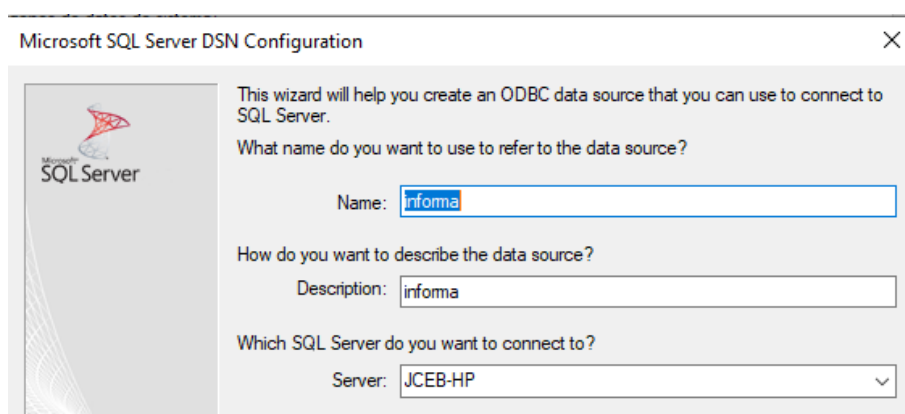 Microsoft SQL Server DSN Configuration
This wizard will help you create an ODBC data source that you can use to connect to
SQL Server.
What name do you want to use to refer to the data source?
Microsoft
SQL Server
Name: informa
How do you want to describe the data source?
Description: informa
Which SQL Server do you want to connect to?
Server: JCEB-HP